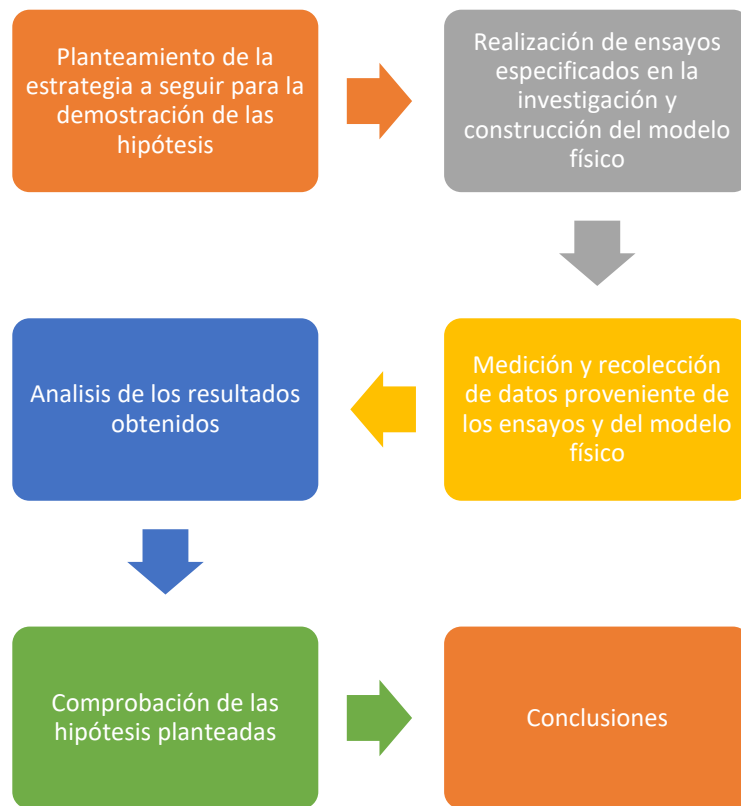 Planteamiento de la
estrategia a seguir para la
demostración de las
hipótesis
Realización de ensayos
especificados en la
investigación y
construcción del modelo
físico
Medición y recolección
de datos proveniente de
los ensayos y del modelo
físico
Analisis de los resultados
obtenidos
Comprobación de las
hipótesis planteadas
Conclusiones